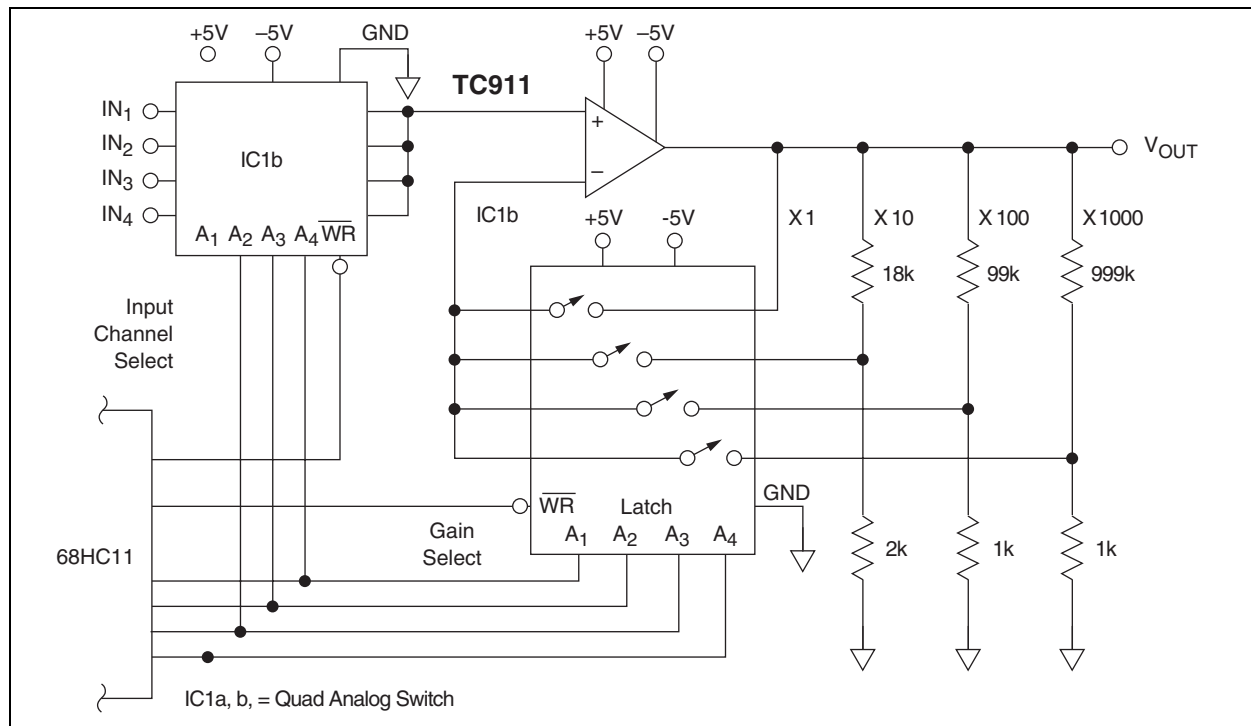 +5V –5V GND
IN1
IN2
IN3
IN4
IC1b
A1 A2 A3 A4 WR
TC911
+5V –5V
+
–
VOUT
IC1b
+5V -5V
X1 X10 X100 X1000
18k 99k 999k
Input
Channel
Select
WR Latch GND
A1 A2 A3 A4
Gain
Select
2k 1k 1k
68HC11
IC1a, b, = Quad Analog Switch